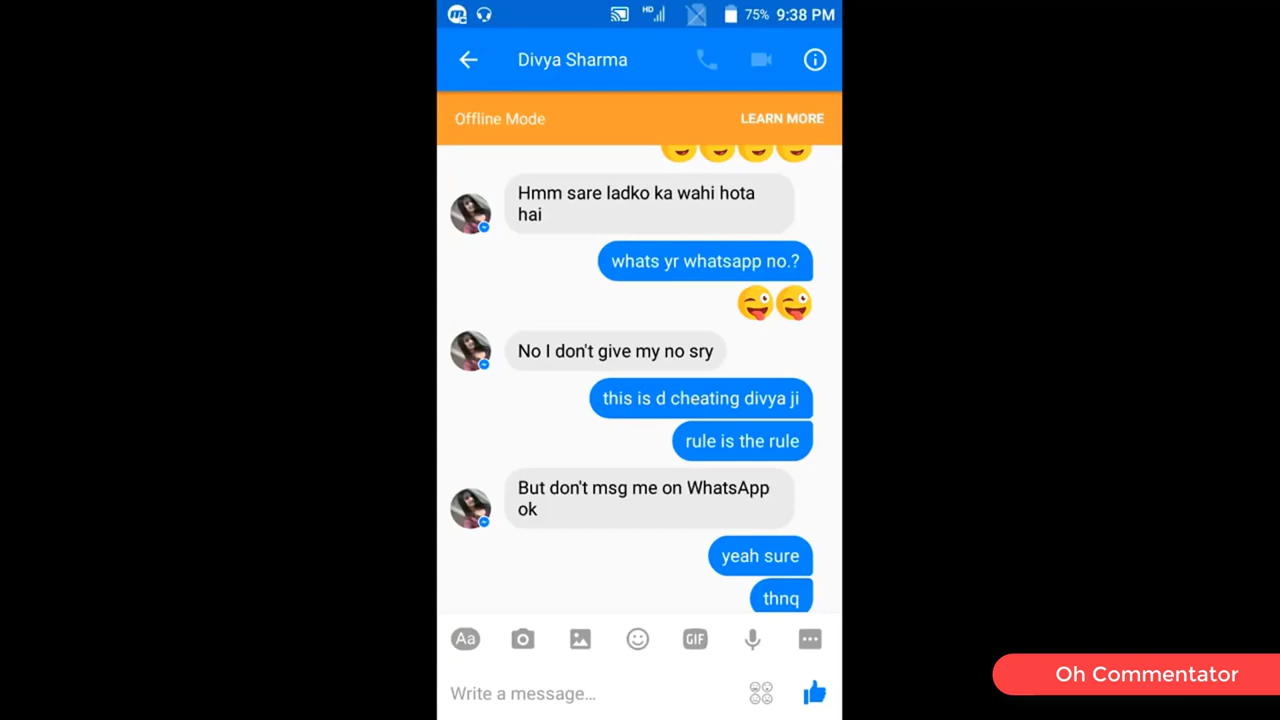 HD 75% 9:38 PM
Divya Sharma
Offline Mode LEARN MORE
Hmm sare ladko ka wahi hota
hai
whats yr whatsapp no.?
No I don't give my no sry
this is d cheating divya ji
rule is the rule
But don't msg me on WhatsApp
ok
yeah sure
thnq
Aa GIF
Write a message...
Oh Commentator